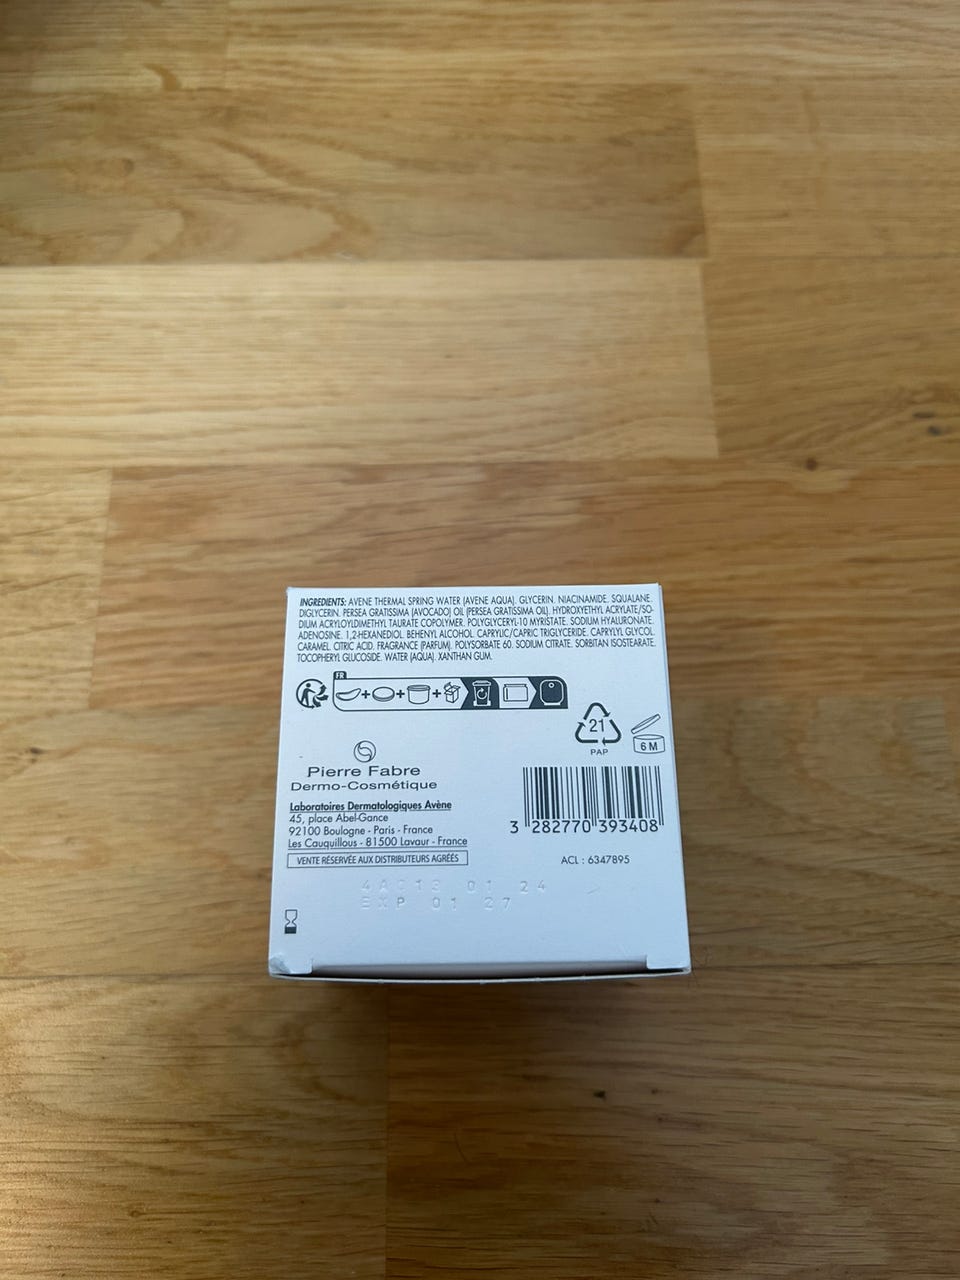 INGREDIENTS: AVENE THERMAL SPRING WATER (AVENE AQUA). GLYCERIN. NIACINAMIDE. SQUALANE.
DIGLYCERIN. PERSEA GRATISSIMA (AVOCADO) OIL (PERSEA GRATISSIMA OIL). HYDROXYETHYL ACRYLATE/SO-
DIUM ACRYLOYLDIMETHYL TAURATE COPOLYMER. POLYGLYCERYL-10 MYRISTATE. SODIUM HYALURONATE.
ADENOSINE. 1,2-HEXANEDIOL. BEHENYL ALCOHOL. CAPRYLIC/CAPRIC TRIGLYCERIDE. CAPRYLYL GLYCOL.
CARAMEL. CITRIC ACID. FRAGRANCE (PARFUM). POLYSORBATE 60. SODIUM CITRATE. SORBITAN ISOSTEARATE.
TOCOPHERYL GLUCOSIDE. WATER (AQUA). XANTHAN GUM.
FR
21
PAP
6 M
Pierre Fabre
Dermo-Cosmétique
Laboratoires Dermatologiques Avène
45, place Abel-Gance
92100 Boulogne - Paris - France
Les Cauquillous - 81500 Lavaur - France
VENTE RÉSERVÉE AUX DISTRIBUTEURS AGRÉÉS
3 282770 393408
ACL : 6347895
01 24
EXP 01 27